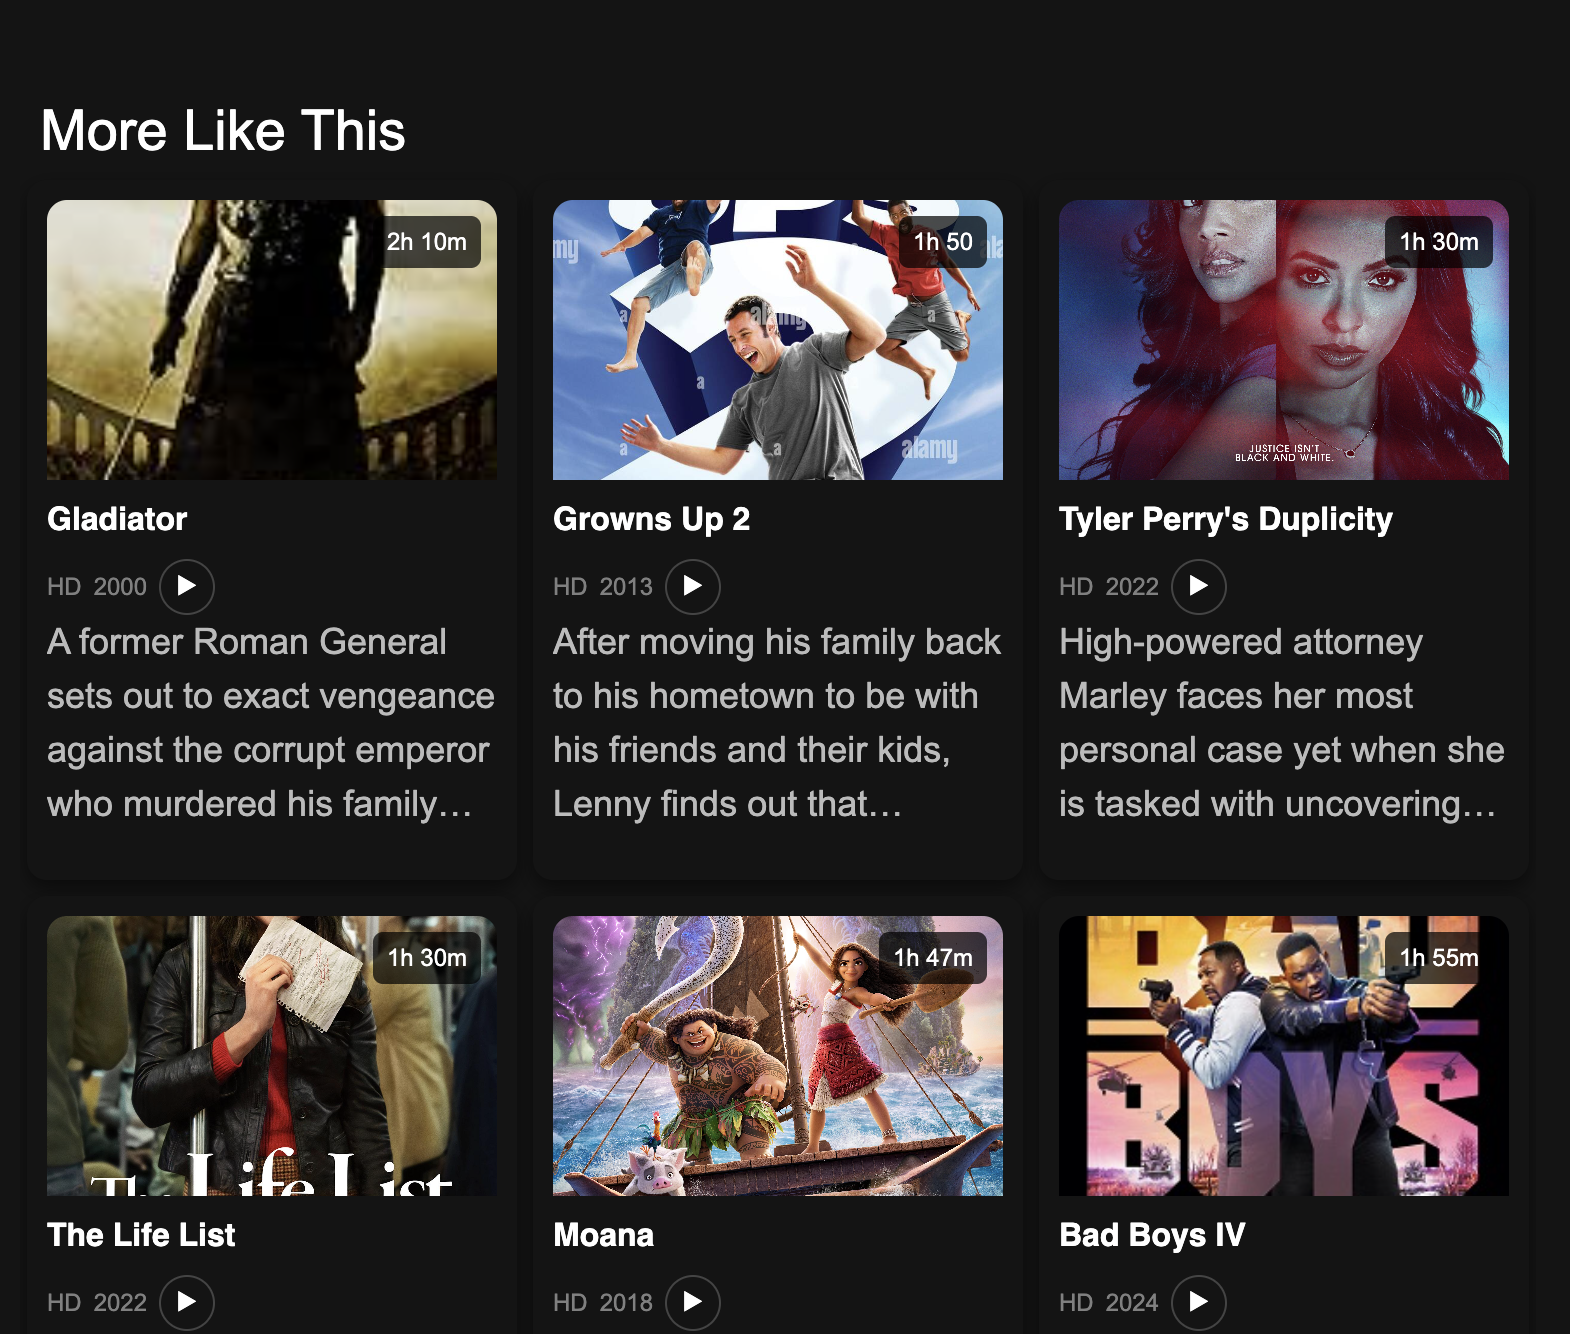 More Like This
2h 10m
1h 50
1h 30m
my
ala
a
alamy
a
a
a
a
alamy
JUSTICE ISN'T
BLACK AND WHITE.
Gladiator
Growns Up 2
Tyler Perry's Duplicity
HD 2000
HD 2013
HD 2022
A former Roman General
sets out to exact vengeance
against the corrupt emperor
who murdered his family…
After moving his family back
to his hometown to be with
his friends and their kids,
Lenny finds out that…
High-powered attorney
Marley faces her most
personal case yet when she
is tasked with uncovering…
1h 30m
1h 47m
1h 55m
The Life List
BAD
BOYS
The Life List
Moana
Bad Boys IV
HD 2022
HD 2018
HD 2024